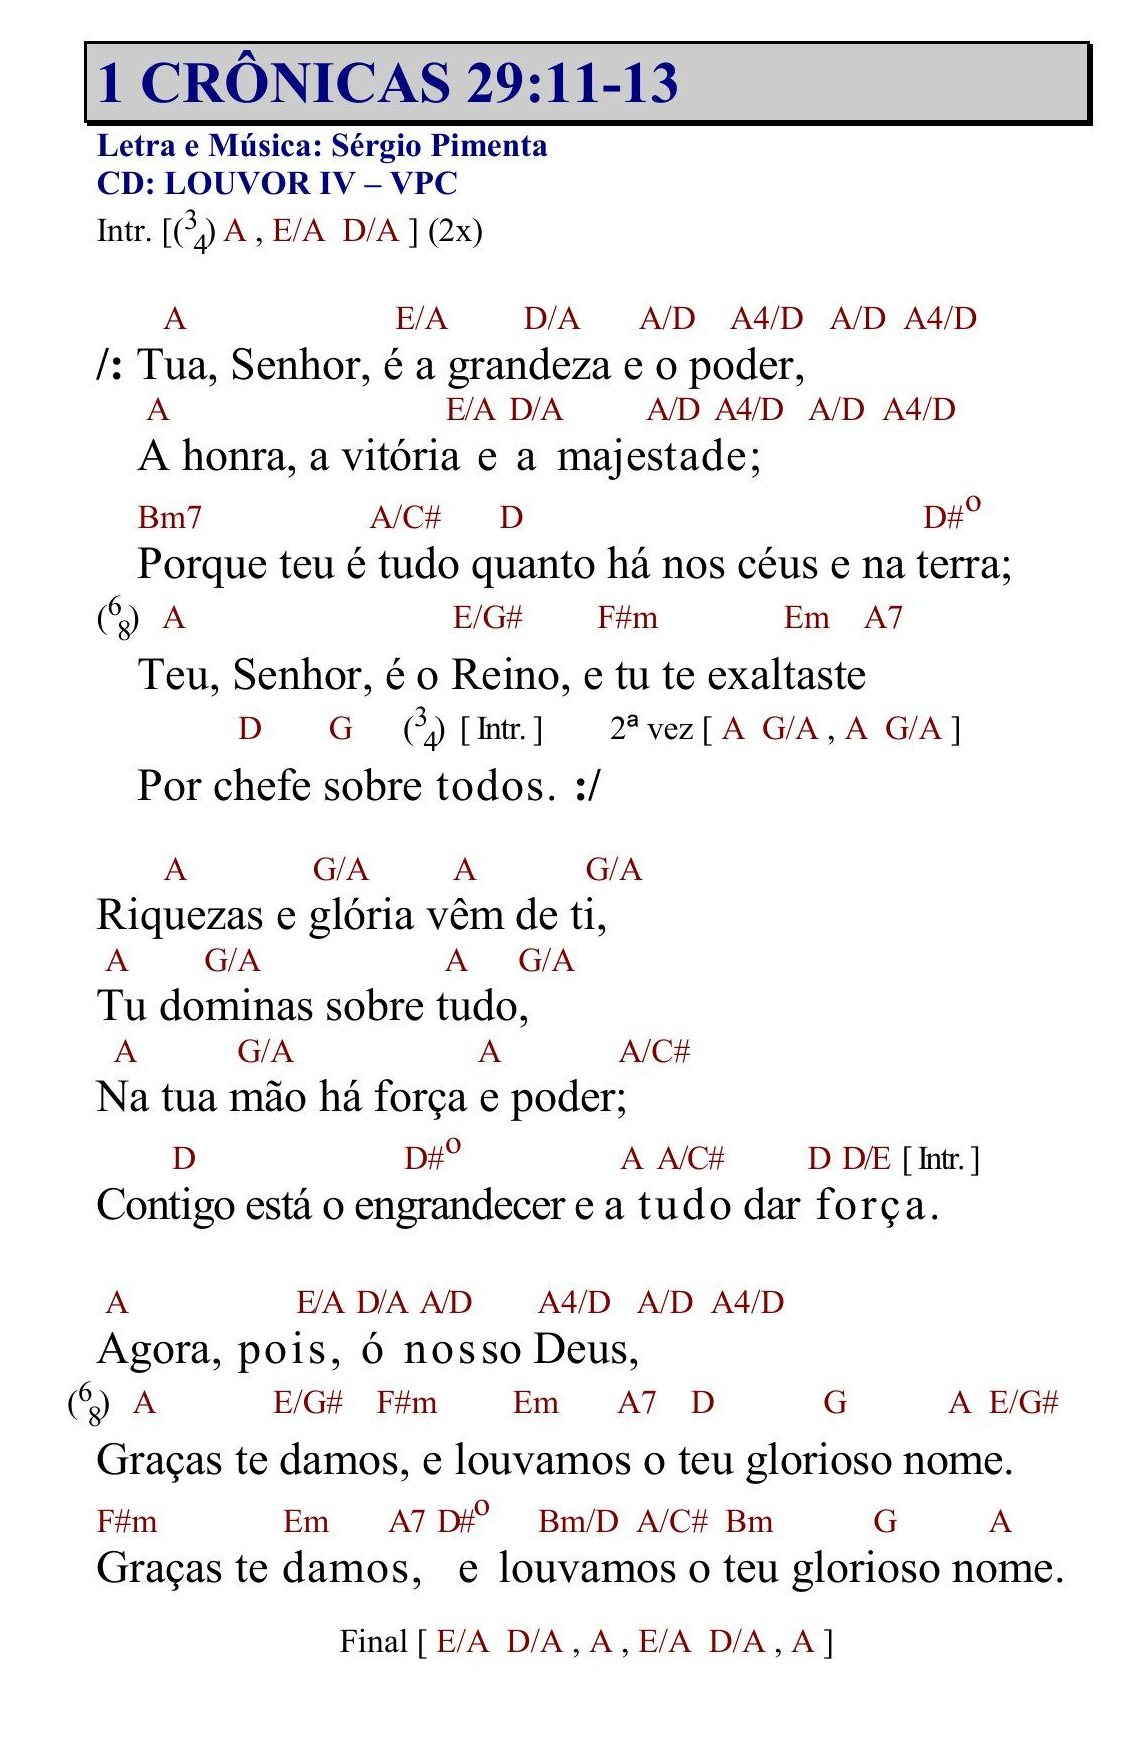 1 CRÔNICAS 29:11-13
Letra e Música: Sérgio Pimenta
CD: LOUVOR IV – VPC
Intr. [(3/4) A , E/A D/A ] (2x)
A E/A D/A A/D A4/D A/D A4/D
/: Tua, Senhor, é a grandeza e o poder,
A E/A D/A A/D A4/D A/D A4/D
A honra, a vitória e a majestade;
Bm7 A/C# D D#º
Porque teu é tudo quanto há nos céus e na terra;
(6/8) A E/G# F#m Em A7
Teu, Senhor, é o Reino, e tu te exaltaste
D G (3/4) [ Intr. ] 2ª vez [ A G/A , A G/A ]
Por chefe sobre todos. :/
A G/A A G/A
Riquezas e glória vêm de ti,
A G/A A G/A
Tu dominas sobre tudo,
A G/A A A/C#
Na tua mão há força e poder;
D D#º A A/C# D D/E [ Intr. ]
Contigo está o engrandecer e a tudo dar força.
A E/A D/A A/D A4/D A/D A4/D
Agora, pois, ó nosso Deus,
(6/8) A E/G# F#m Em A7 D G A E/G#
Graças te damos, e louvamos o teu glorioso nome.
F#m Em A7 D#º Bm/D A/C# Bm G A
Graças te damos, e louvamos o teu glorioso nome.
Final [ E/A D/A , A , E/A D/A , A ]